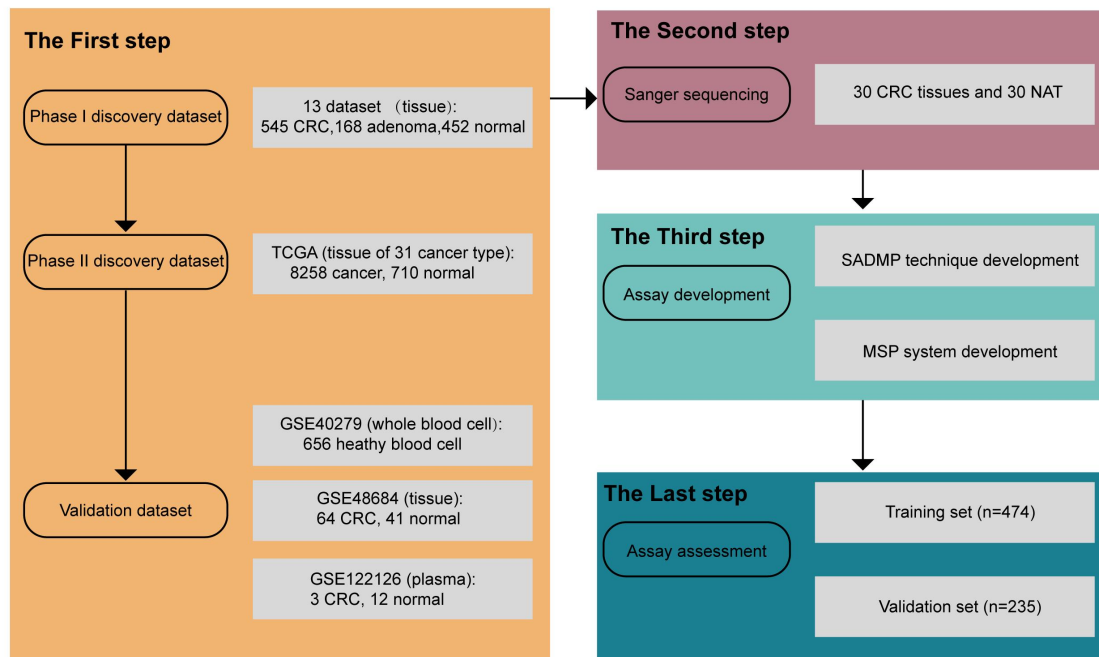 The First step
Phase I discovery dataset
13 dataset （tissue）:
545 CRC,168 adenoma,452 normal
Phase II discovery dataset
TCGA (tissue of 31 cancer type):
8258 cancer, 710 normal
GSE40279 (whole blood cell）:
656 heathy blood cell
Validation dataset
GSE48684 (tissue):
64 CRC, 41 normal
GSE122126 (plasma):
3 CRC, 12 normal
The Second step
Sanger sequencing
30 CRC tissues and 30 NAT
The Third step
Assay development
SADMP technique development
MSP system development
The Last step
Assay assessment
Training set (n=474)
Validation set (n=235)